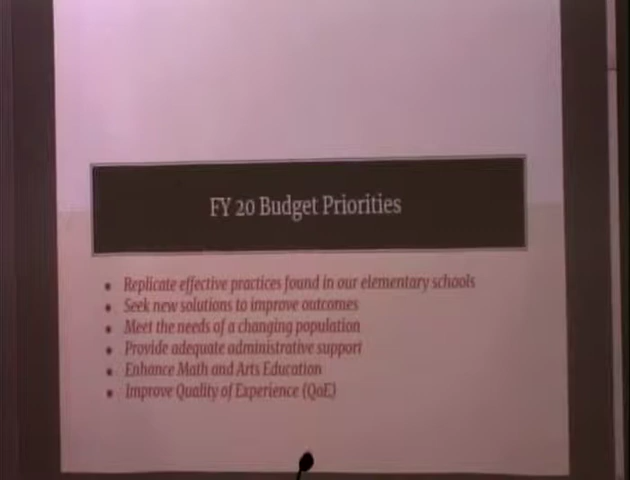 FY 20 Budget Priorities
• Replicate effective practices found in our elementary schools
• Seek new solutions to improve outcomes
• Meet the needs of a changing population
• Provide adequate administrative support
• Enhance Math and Arts Education
• Improve Quality of Experience (QoE)